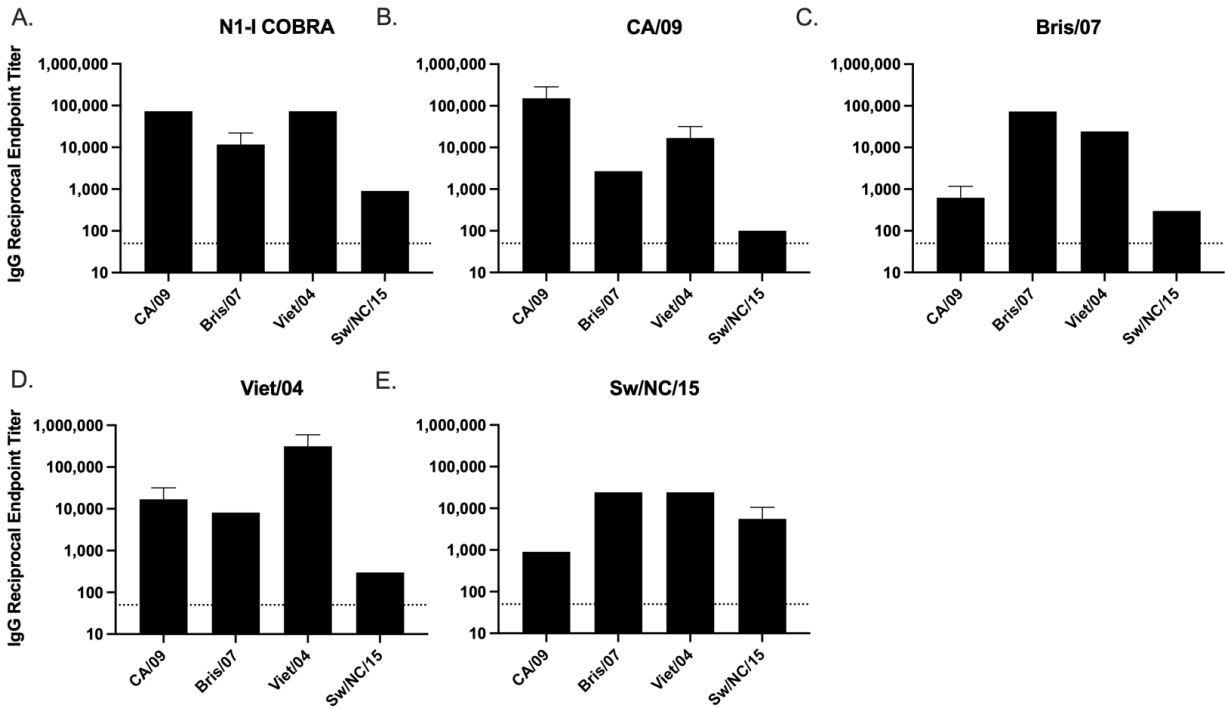 A.
N1-I COBRA
IgG Reciprocal Endpoint Titer
1,000,000
100,000
10,000
1,000
100
10
CA/09
Bris/07
Viet/04
Sw/NC/15
B.
CA/09
1,000,000
100,000
10,000
1,000
100
10
CA/09
Bris/07
Viet/04
Sw/NC/15
C.
Bris/07
1,000,000
100,000
10,000
1,000
100
10
CA/09
Bris/07
Viet/04
Sw/NC/15
D.
Viet/04
IgG Reciprocal Endpoint Titer
1,000,000
100,000
10,000
1,000
100
10
CA/09
Bris/07
Viet/04
Sw/NC/15
E.
Sw/NC/15
1,000,000
100,000
10,000
1,000
100
10
CA/09
Bris/07
Viet/04
Sw/NC/15